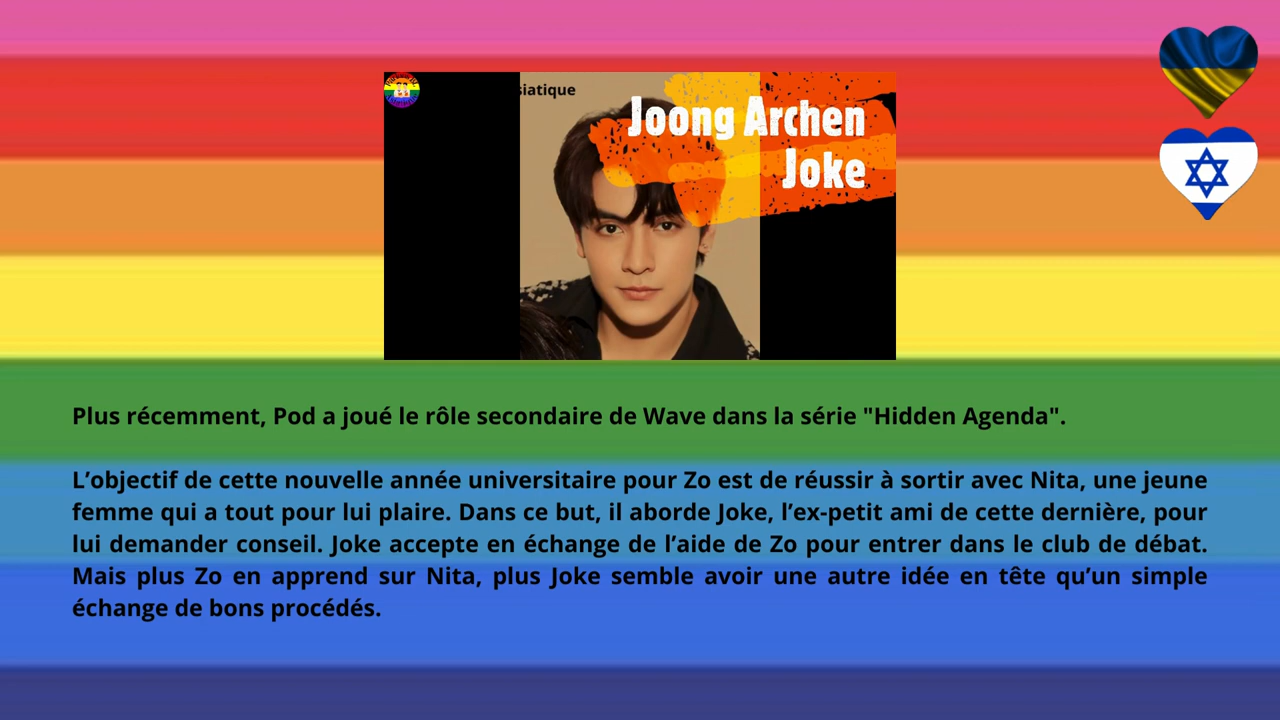 siatique
Joong Archen
Joke
Plus récemment, Pod a joué le rôle secondaire de Wave dans la série "Hidden Agenda".
L’objectif de cette nouvelle année universitaire pour Zo est de réussir à sortir avec Nita, une jeune
femme qui a tout pour lui plaire. Dans ce but, il aborde Joke, l’ex-petit ami de cette dernière, pour
lui demander conseil. Joke accepte en échange de l’aide de Zo pour entrer dans le club de débat.
Mais plus Zo en apprend sur Nita, plus Joke semble avoir une autre idée en tête qu’un simple
échange de bons procédés.